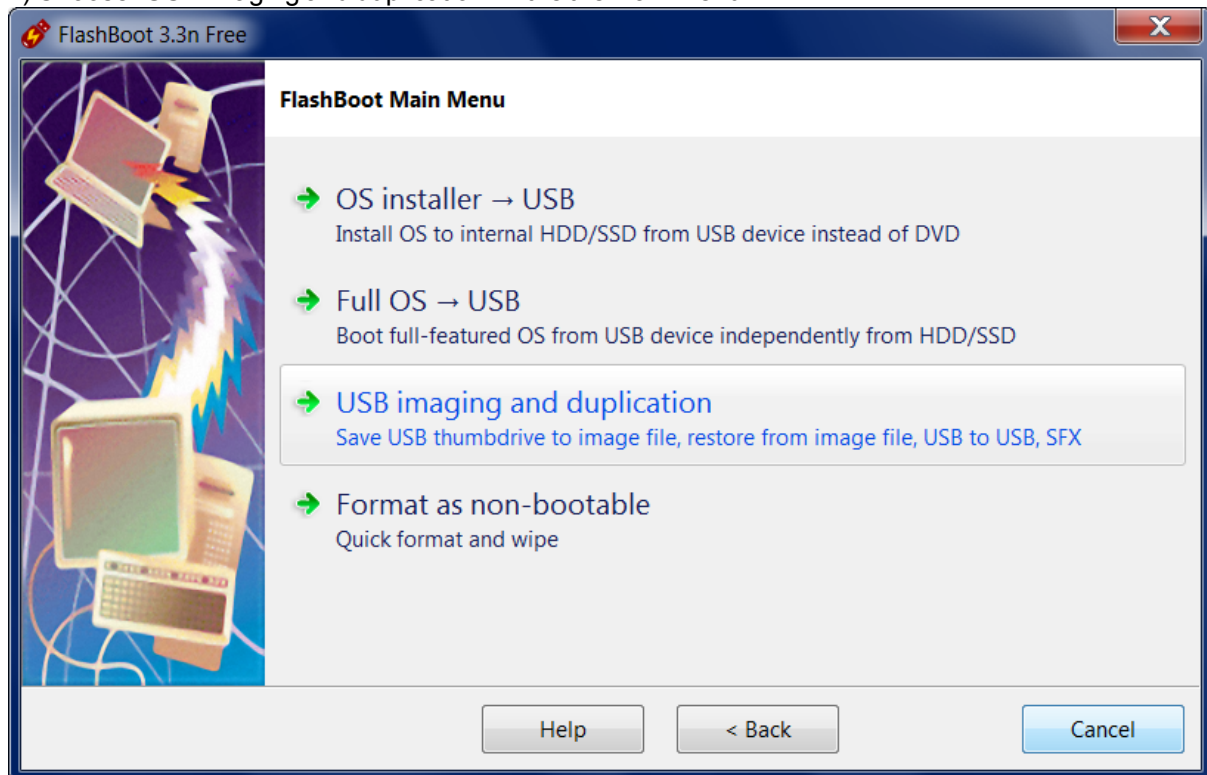 FlashBoot 3.3n Free
FlashBoot Main Menu
OS installer → USB
Install OS to internal HDD/SSD from USB device instead of DVD
Full OS → USB
Boot full-featured OS from USB device independently from HDD/SSD
USB imaging and duplication
Save USB thumbdrive to image file, restore from image file, USB to USB, SFX
Format as non-bootable
Quick format and wipe
Help
< Back
Cancel